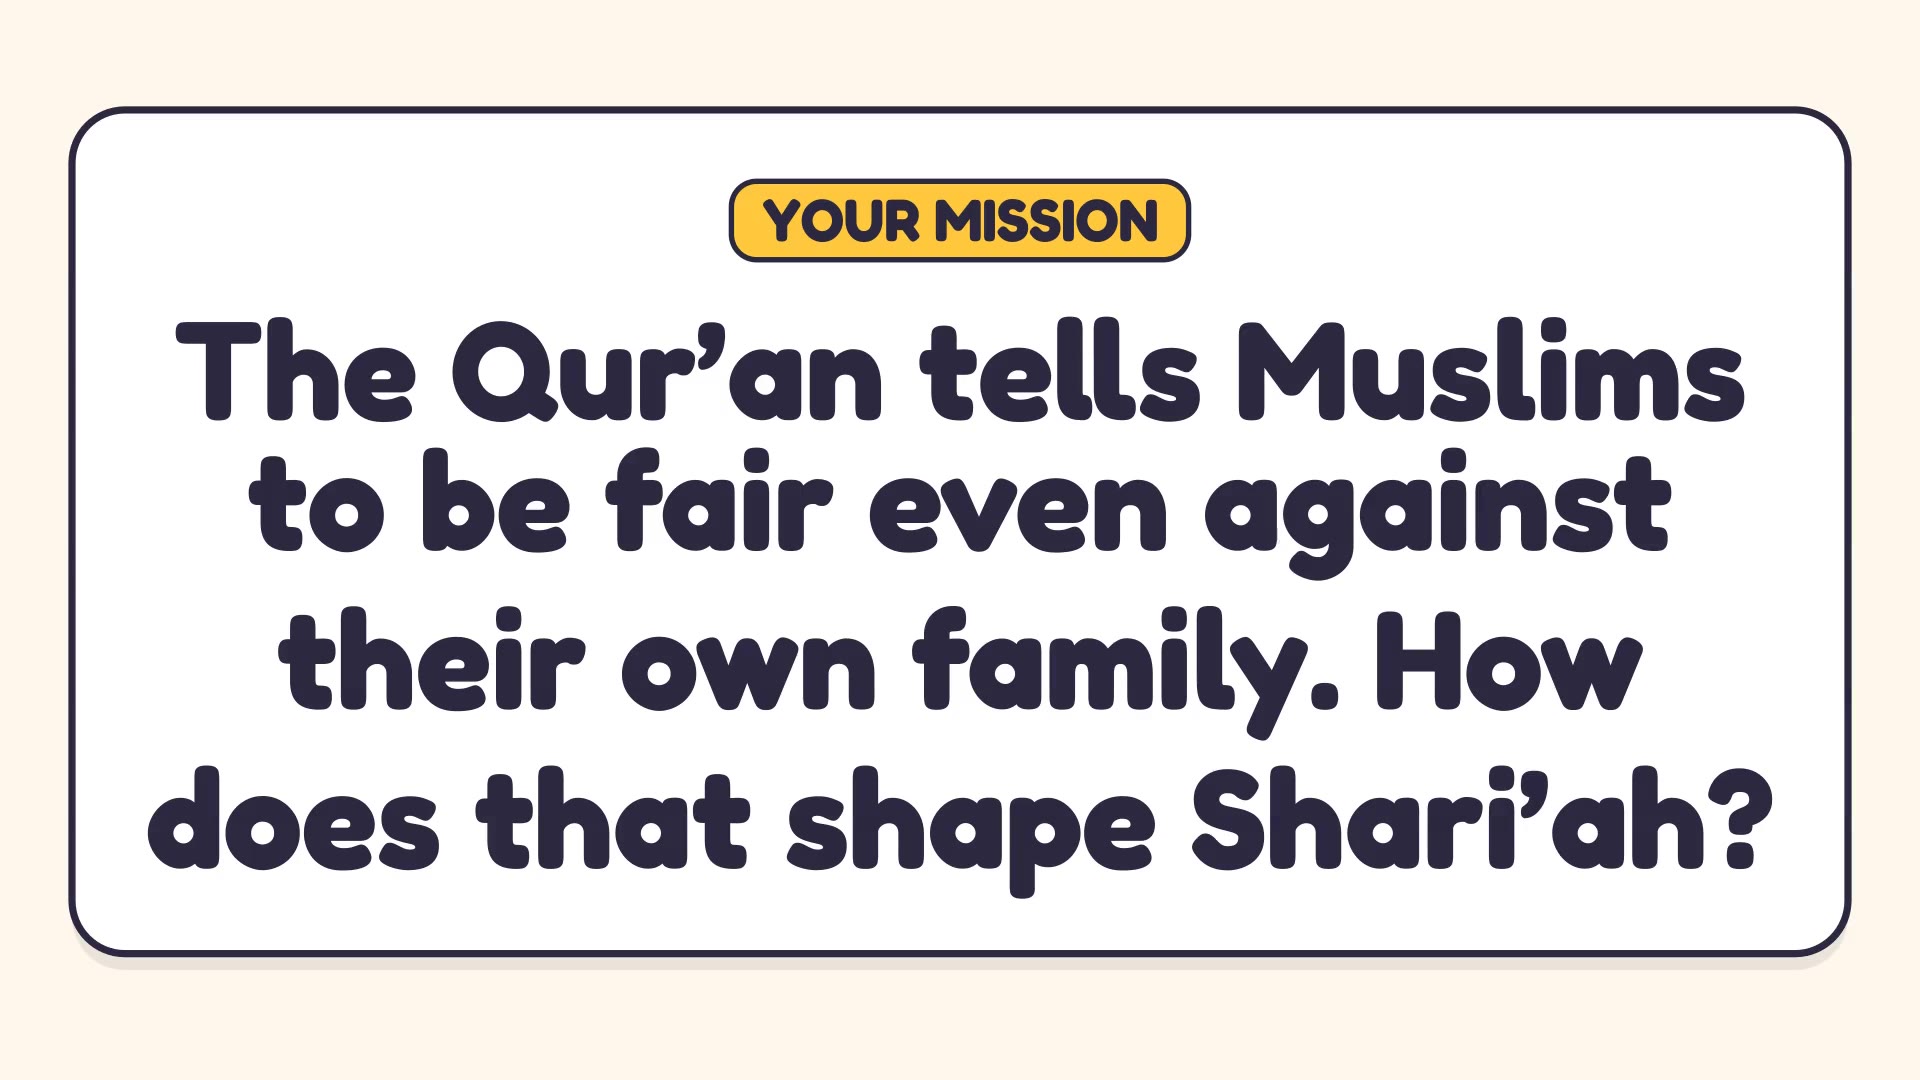 YOUR MISSION
The Qur’an tells Muslims
to be fair even against
their own family. How
does that shape Shari’ah?